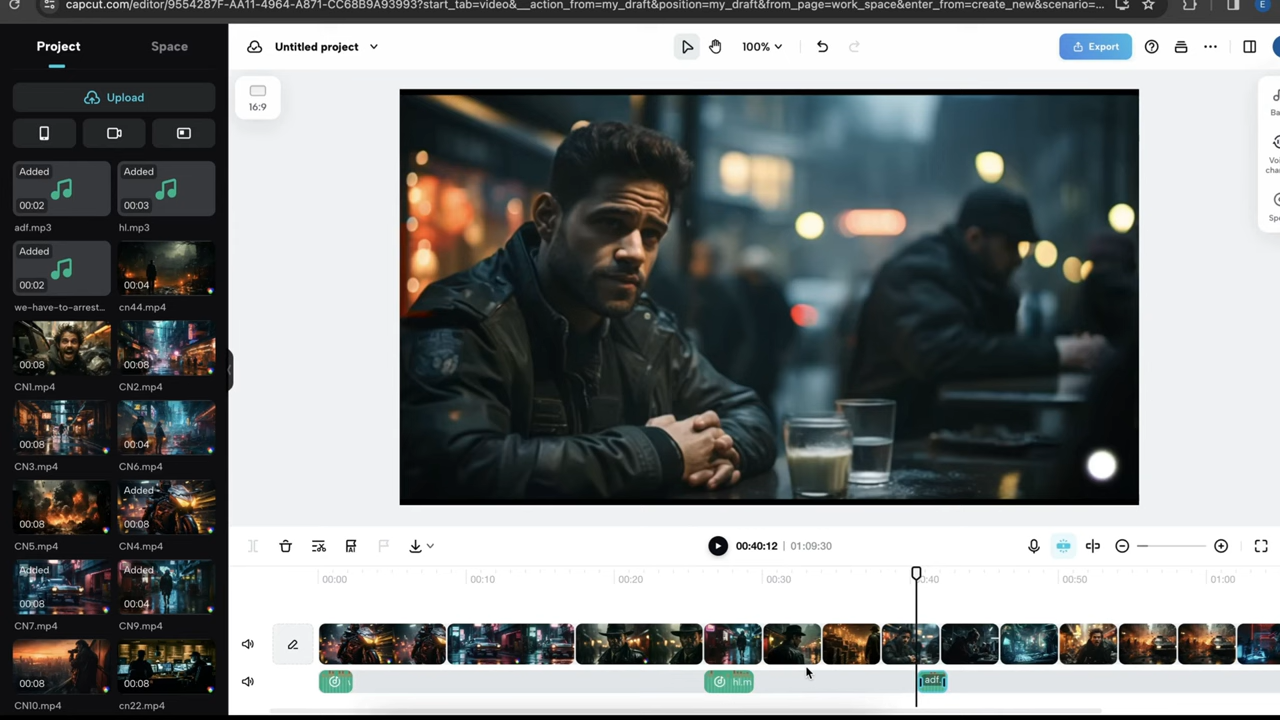 capcut.com/editor/9554287F-AA11-4964-A871-CC68B9A93993?start_tab=video&__action_from=my_draft&position=my_draft&from_page=work_space&enter_from=create_new&scenario=...
E
Project
Space
Untitled project
100%
Export
Upload
16:9
Added
00:02
adf.mp3
Added
00:03
hl.mp3
Added
00:02
we-have-to-arrest...
00:04
cn44.mp4
00:08
CN1.mp4
00:08
CN2.mp4
00:08
CN3.mp4
00:04
CN6.mp4
00:08
CN5.mp4
Added
00:08
CN4.mp4
Added
00:08
CN7.mp4
Added
00:04
CN9.mp4
00:08
CN10.mp4
00:08
cn22.mp4
00:40:12 | 01:09:30
00:00
00:10
00:20
00:30
00:50
01:00
hl.m
adf.